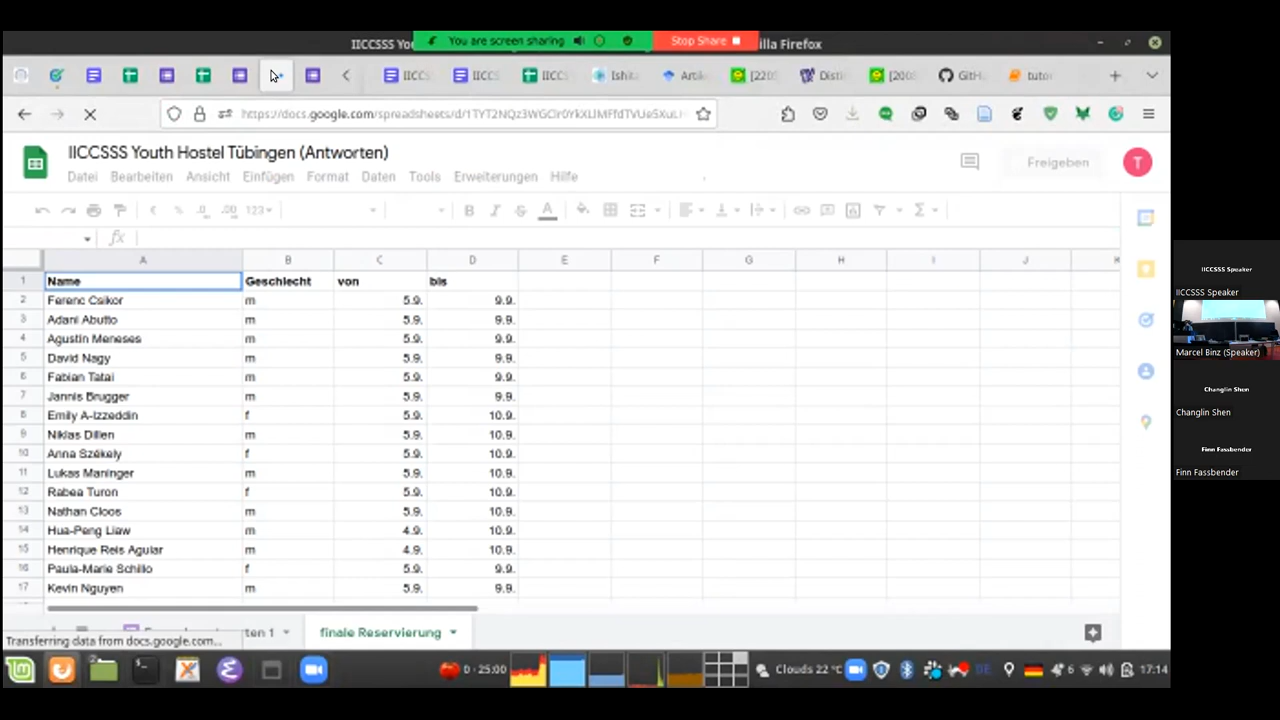 IICCSSS You
You are screen sharing
Stop Share
illa Firefox
IICCS
IICCS
IICCS
Ishit
[220
Disti
[200
GitH
tutor
https://docs.google.com/spreadsheets/d/
IICCSSS Youth Hostel Tübingen (Antworten)
Freigeben
T
Datei Bearbeiten Ansicht Einfügen Format Daten Tools Erweiterungen Hilfe
€ % .0 .00 123
B I S A
fx
A B C D E F G H I J K
1 Name Geschlecht von bis
2 Ferenc Csikor m 5.9. 9.9.
3 Adani Abutto m 5.9. 9.9.
4 Agustin Meneses m 5.9. 9.9.
5 David Nagy m 5.9. 9.9.
6 Fabian Tatai m 5.9. 9.9.
7 Jannis Brugger m 5.9. 9.9.
8 Emily A-Izzeddin f 5.9. 10.9.
9 Niklas Dillen m 5.9. 10.9.
10 Anna Székely f 5.9. 10.9.
11 Lukas Maninger m 5.9. 10.9.
12 Rabea Turon f 5.9. 10.9.
13 Nathan Cloos m 5.9. 10.9.
14 Hua-Peng Liaw m 4.9. 10.9.
15 Henrique Reis Aguiar m 4.9. 10.9.
16 Paula-Marie Schillo f 5.9. 9.9.
17 Kevin Nguyen m 5.9. 9.9.
Transferring data from docs.google.com...
ten 1
finale Reservierung
0 · 25:00
Clouds 22 °C
DE
6
17:14
IICCSSS Speaker
IICCSSS Speaker
Marcel Binz (Speaker)
Changlin Shen
Changlin Shen
Finn Fassbender
Finn Fassbender